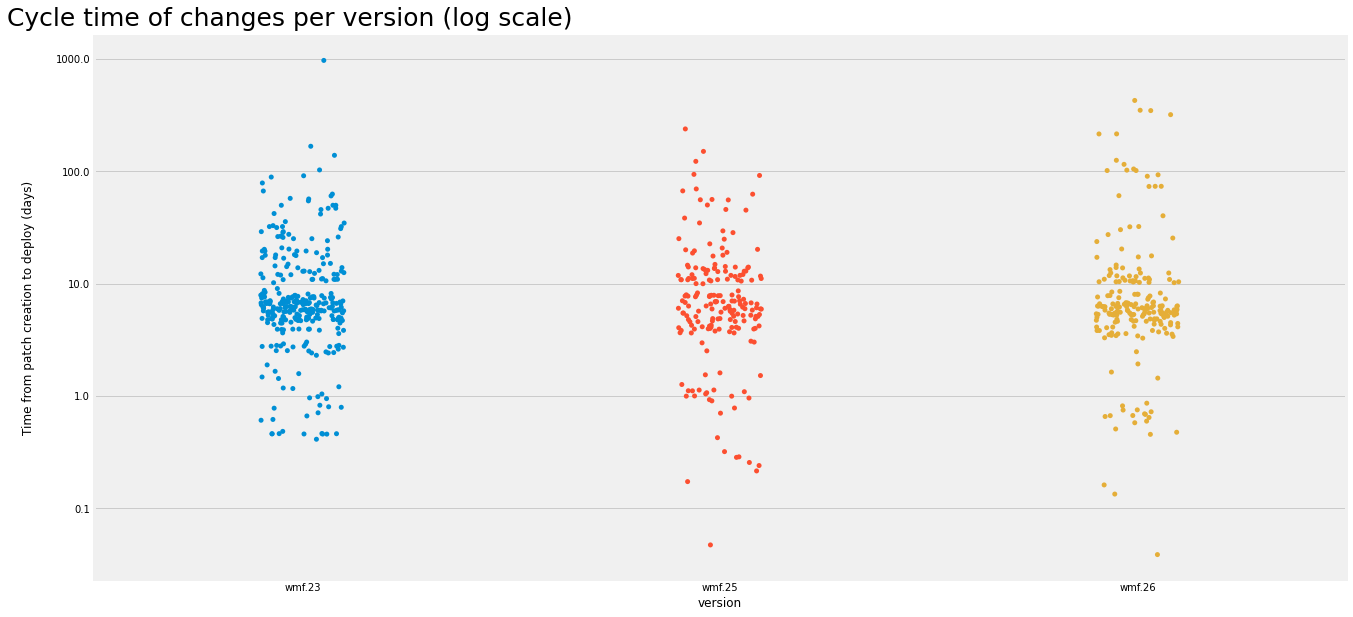 Cycle time of changes per version (log scale)
Time from patch creation to deploy (days)
1000.0
100.0
10.0
1.0
0.1
wmf.23
wmf.25
wmf.26
version